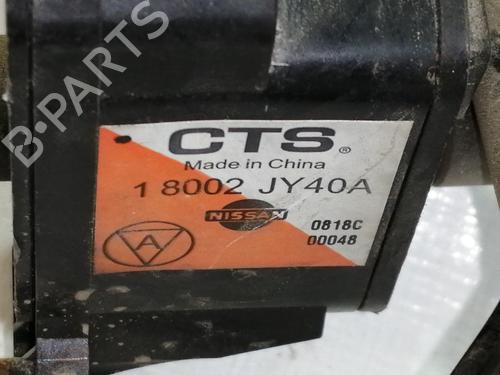 CTS®
Made in China
1 8002 JY40A
NISSAN
0818C
00048
A
B-PARTS